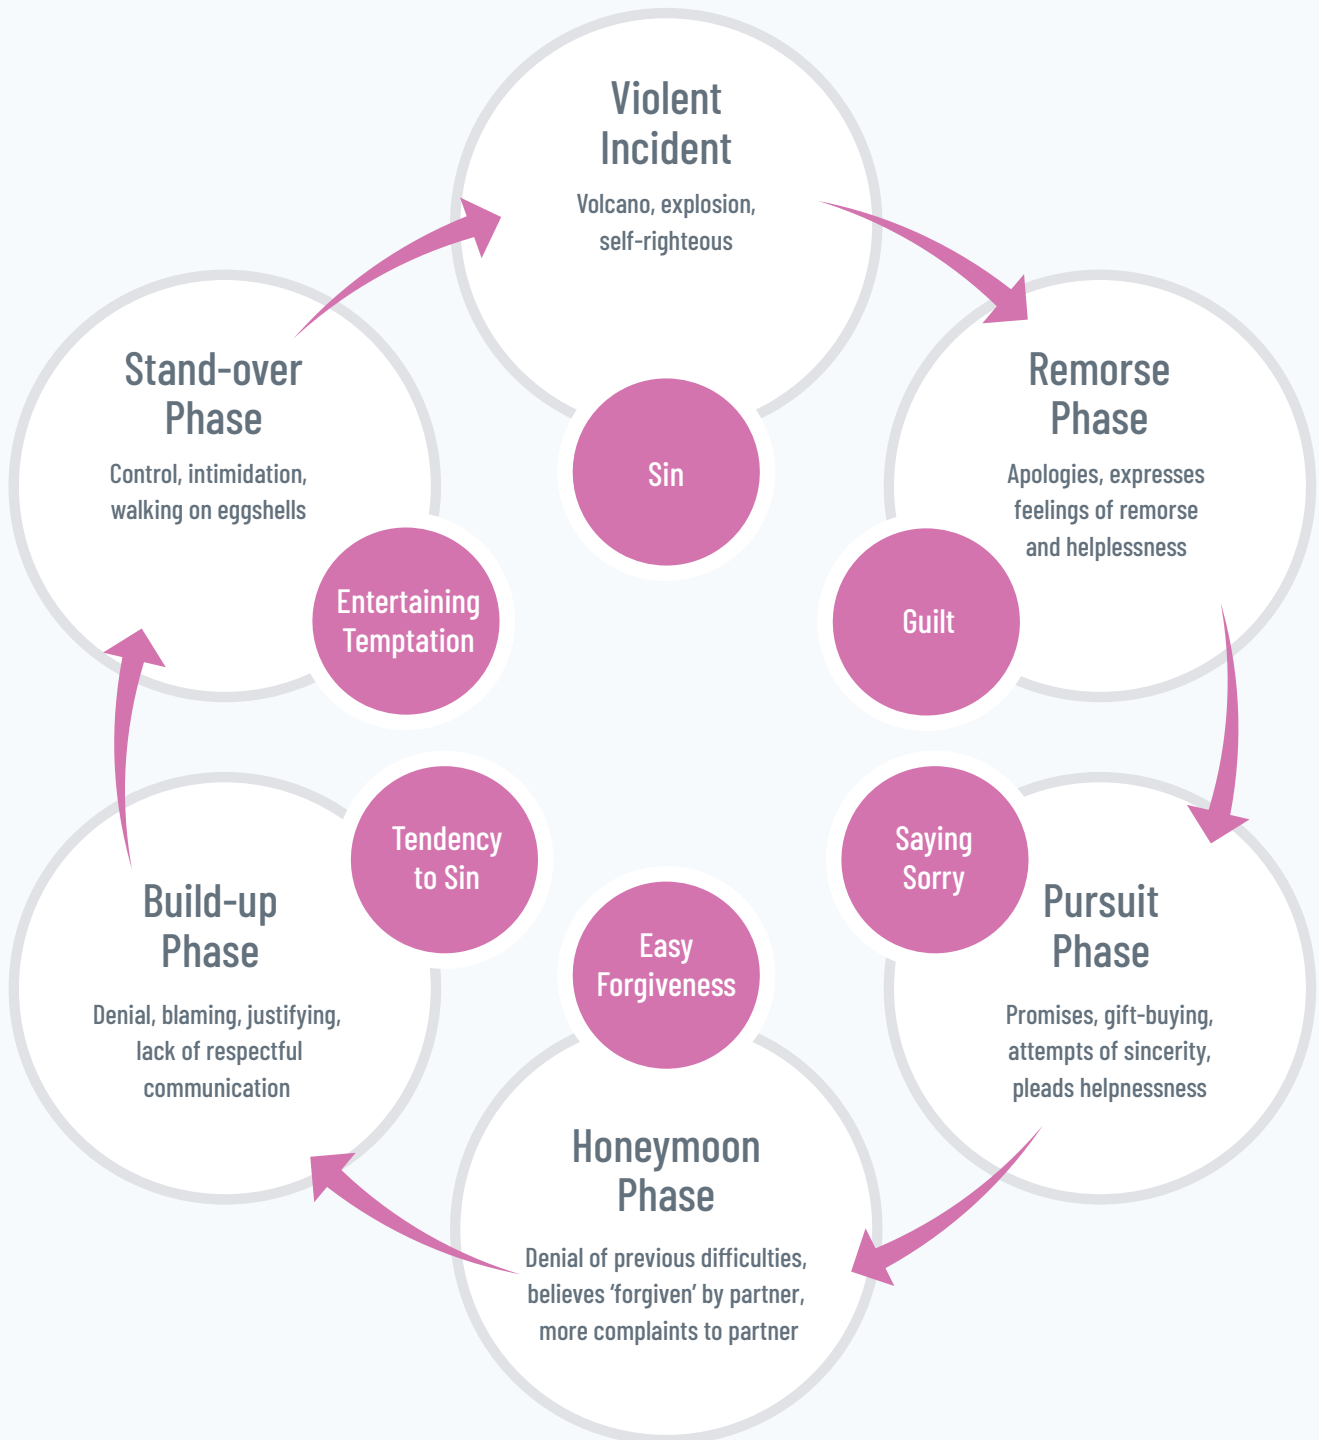 Violent
Incident
Volcano, explosion,
self-righteous
Sin
Remorse
Phase
Apologies, expresses
feelings of remorse
and helplessness
Guilt
Pursuit
Phase
Promises, gift-buying,
attempts of sincerity,
pleads helpnessness
Saying
Sorry
Honeymoon
Phase
Denial of previous difficulties,
believes ‘forgiven’ by partner,
more complaints to partner
Easy
Forgiveness
Build-up
Phase
Denial, blaming, justifying,
lack of respectful
communication
Tendency
to Sin
Stand-over
Phase
Control, intimidation,
walking on eggshells
Entertaining
Temptation